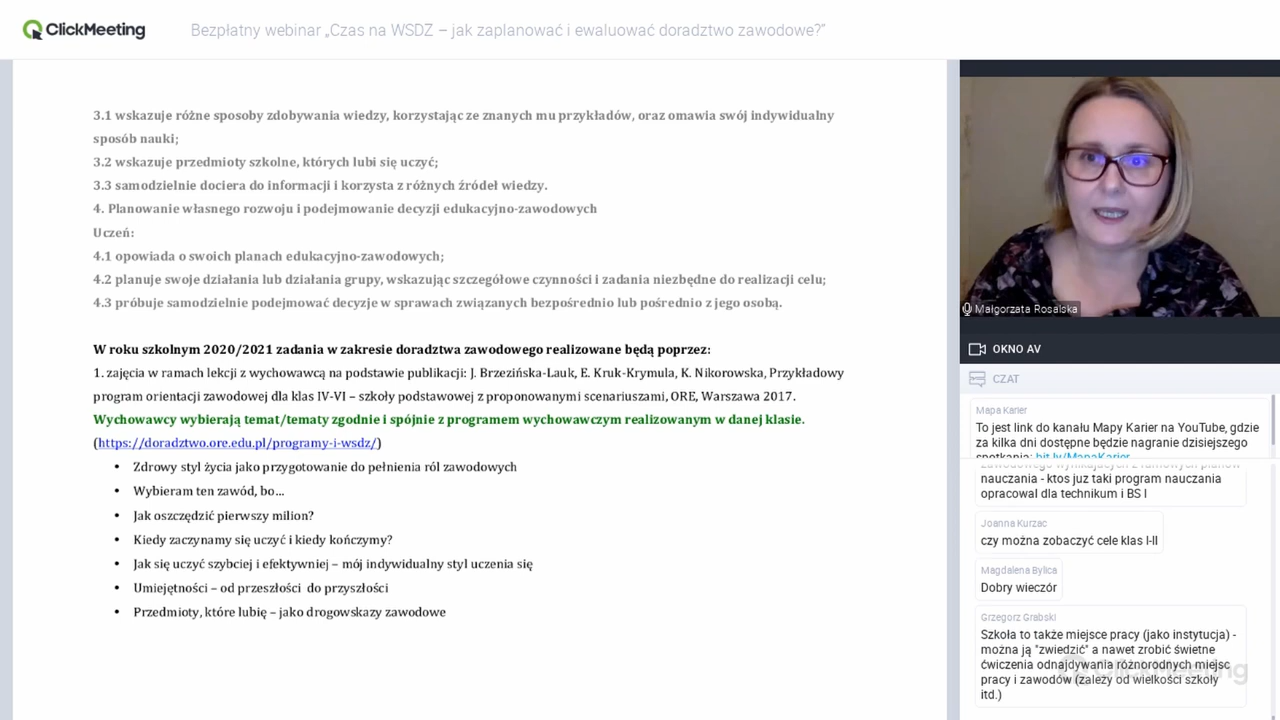 ClickMeeting
Bezpłatny webinar „Czas na WSDZ – jak zaplanować i ewaluować doradztwo zawodowe?”
3.1 wskazuje różne sposoby zdobywania wiedzy, korzystając ze znanych mu przykładów, oraz omawia swój indywidualny
sposób nauki;
3.2 wskazuje przedmioty szkolne, których lubi się uczyć;
3.3 samodzielnie dociera do informacji i korzysta z różnych źródeł wiedzy.
4. Planowanie własnego rozwoju i podejmowanie decyzji edukacyjno-zawodowych
Uczeń:
4.1 opowiada o swoich planach edukacyjno-zawodowych;
4.2 planuje swoje działania lub działania grupy, wskazując szczegółowe czynności i zadania niezbędne do realizacji celu;
4.3 próbuje samodzielnie podejmować decyzje w sprawach związanych bezpośrednio lub pośrednio z jego osobą.
W roku szkolnym 2020/2021 zadania w zakresie doradztwa zawodowego realizowane będą poprzez:
1. zajęcia w ramach lekcji z wychowawcą na podstawie publikacji: J. Brzezińska-Lauk, E. Kruk-Krymula, K. Nikorowska, Przykładowy
program orientacji zawodowej dla klas IV-VI – szkoły podstawowej z proponowanymi scenariuszami, ORE, Warszawa 2017.
Wychowawcy wybierają temat/tematy zgodnie i spójnie z programem wychowawczym realizowanym w danej klasie.
(https://doradztwo.ore.edu.pl/programy-i-wsdz/)
• Zdrowy styl życia jako przygotowanie do pełnienia ról zawodowych
• Wybieram ten zawód, bo…
• Jak oszczędzić pierwszy milion?
• Kiedy zaczynamy się uczyć i kiedy kończymy?
• Jak się uczyć szybciej i efektywniej – mój indywidualny styl uczenia się
• Umiejętności – od przeszłości do przyszłości
• Przedmioty, które lubię – jako drogowskazy zawodowe
Małgorzata Rosalska
OKNO AV
CZAT
Mapa Karier
To jest link do kanału Mapy Karier na YouTube, gdzie
za kilka dni dostępne będzie nagranie dzisiejszego
spotkania: bit.ly/MapaKarier
zawodowego wynikających z ramowych planów
nauczania - ktos juz taki program nauczania
opracowal dla technikum i BS I
Joanna Kurzac
czy można zobaczyć cele klas I-II
Magdalena Bylica
Dobry wieczór
Grzegorz Grabski
Szkoła to także miejsce pracy (jako instytucja) -
można ją "zwiedzić" a nawet zrobić świetne
ćwiczenia odnajdywania różnorodnych miejsc
pracy i zawodów (zależy od wielkości szkoły
itd.)
ClickMeeting